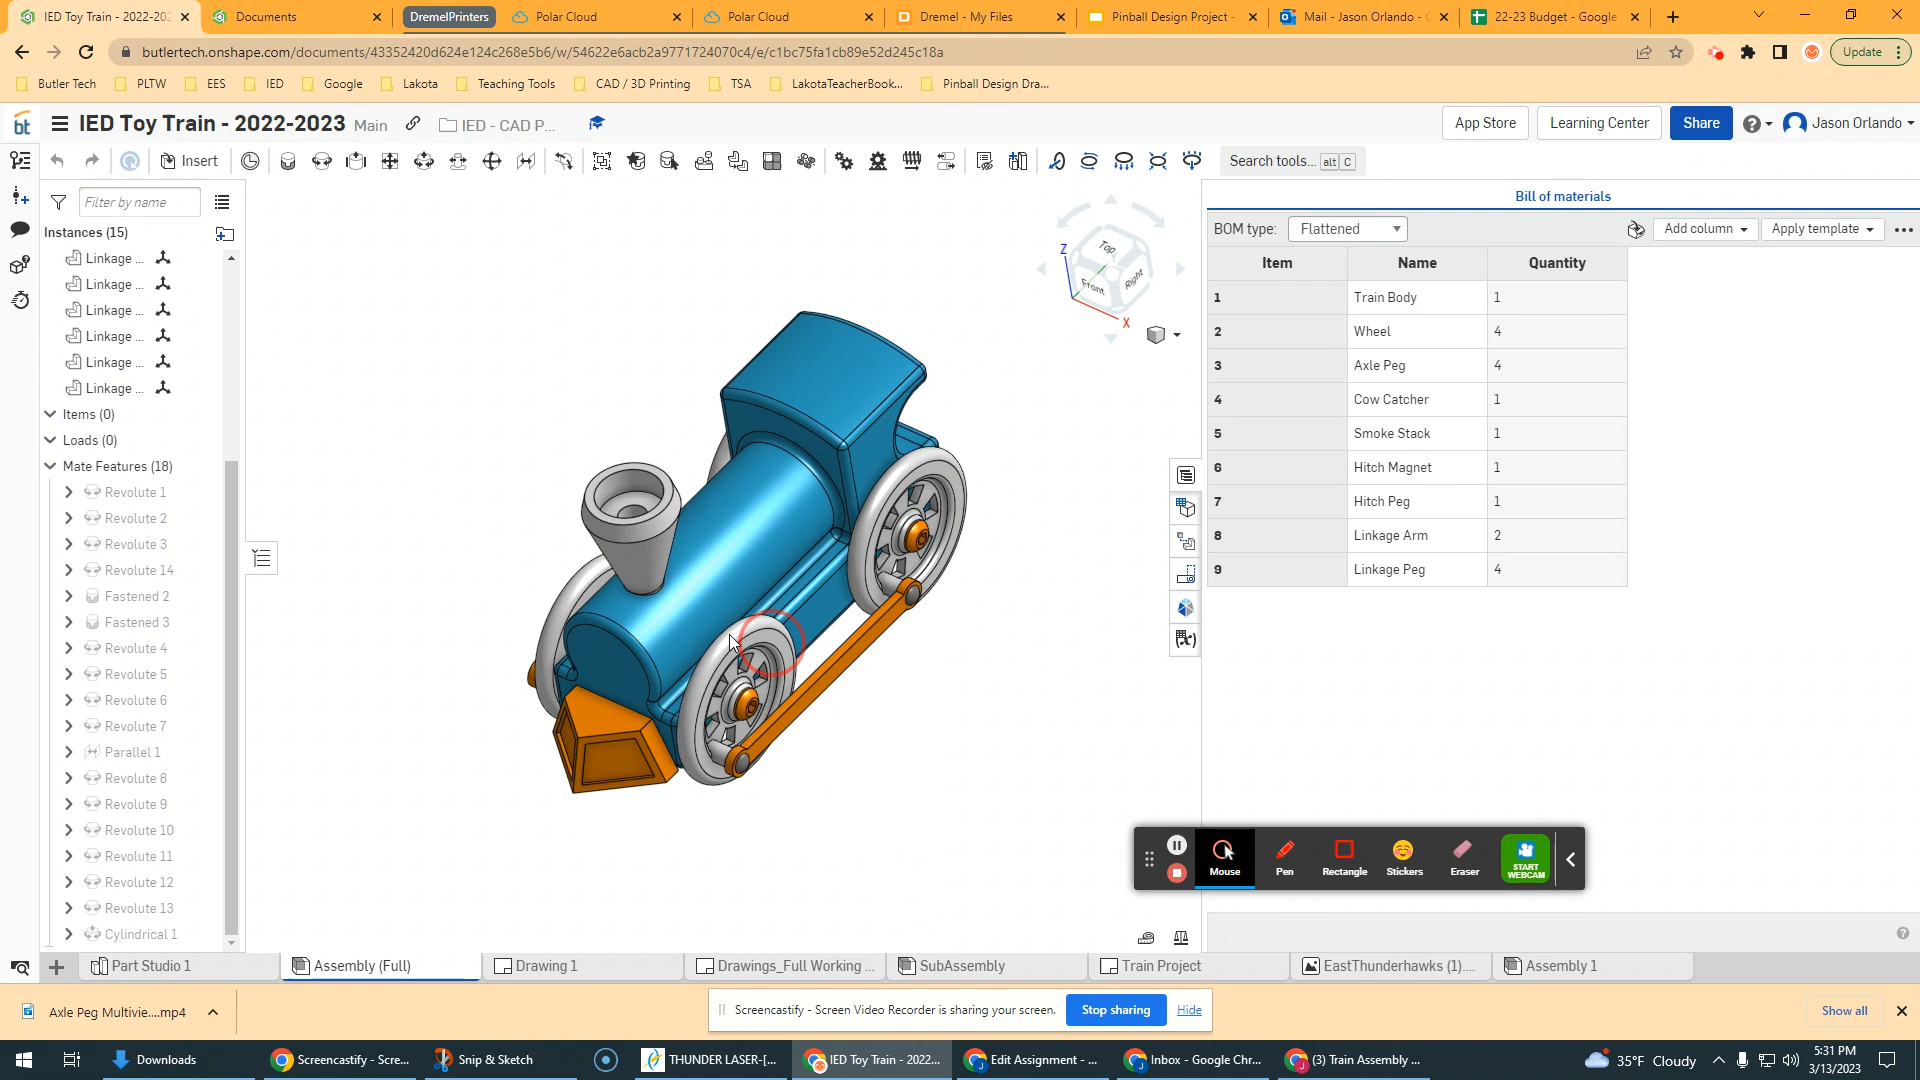 IED Toy Train - 2022-202
Documents
DremelPrinters
Polar Cloud
Polar Cloud
Dremel - My Files
Pinball Design Project -
Mail - Jason Orlando -
22-23 Budget - Google
butlertech.onshape.com/documents/43352420d624e124c268e5b6/w/54622e6acb2a9771724070c4/e/c1bc75fa1cb89e52d245c18a
Update
Butler Tech
PLTW
EES
IED
Google
Lakota
Teaching Tools
CAD / 3D Printing
TSA
LakotaTeacherBook...
Pinball Design Dra...
bt
IED Toy Train - 2022-2023
Main
IED - CAD P...
App Store
Learning Center
Share
Jason Orlando
Insert
Search tools... alt C
Filter by name
Instances (15)
Linkage ...
Linkage ...
Linkage ...
Linkage ...
Linkage ...
Linkage ...
Items (0)
Loads (0)
Mate Features (18)
Revolute 1
Revolute 2
Revolute 3
Revolute 14
Fastened 2
Fastened 3
Revolute 4
Revolute 5
Revolute 6
Revolute 7
Parallel 1
Revolute 8
Revolute 9
Revolute 10
Revolute 11
Revolute 12
Revolute 13
Cylindrical 1
Z
Top
Front
Right
X
Bill of materials
BOM type: Flattened
Add column
Apply template
Item Name Quantity
1 Train Body 1
2 Wheel 4
3 Axle Peg 4
4 Cow Catcher 1
5 Smoke Stack 1
6 Hitch Magnet 1
7 Hitch Peg 1
8 Linkage Arm 2
9 Linkage Peg 4
Mouse
Pen
Rectangle
Stickers
Eraser
START
WEBCAM
Part Studio 1
Assembly (Full)
Drawing 1
Drawings_Full Working ...
SubAssembly
Train Project
EastThunderhawks (1)....
Assembly 1
Axle Peg Multivie....mp4
Screencastify - Screen Video Recorder is sharing your screen.
Stop sharing
Hide
Show all
Downloads
Screencastify - Scre...
Snip & Sketch
THUNDER LASER-[...
IED Toy Train - 2022...
Edit Assignment - ...
Inbox - Google Chr...
(3) Train Assembly ...
35°F Cloudy
5:31 PM
3/13/2023